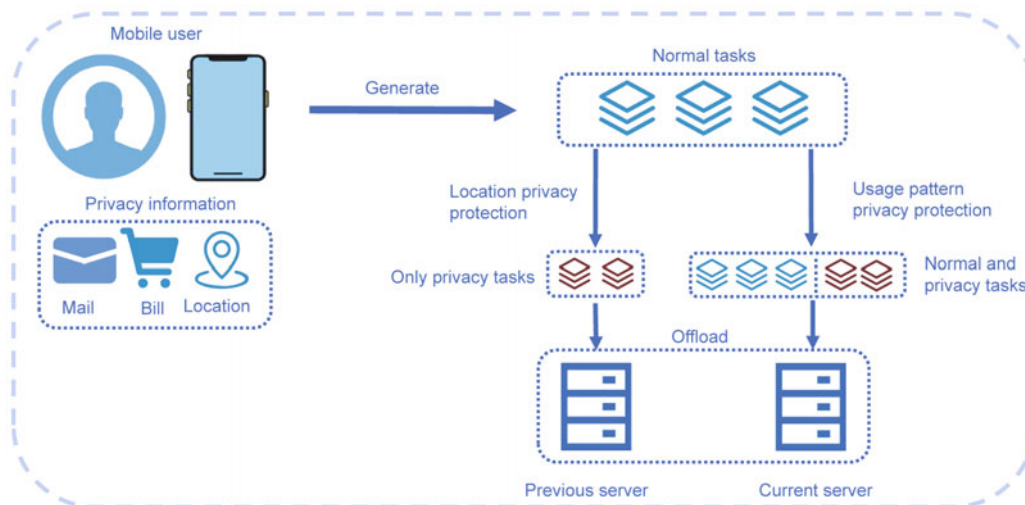 Mobile user
Generate
Normal tasks
Privacy information
Mail
Bill
Location
Location privacy
protection
Usage pattern
privacy protection
Only privacy tasks
Normal and
privacy tasks
Offload
Previous server
Current server